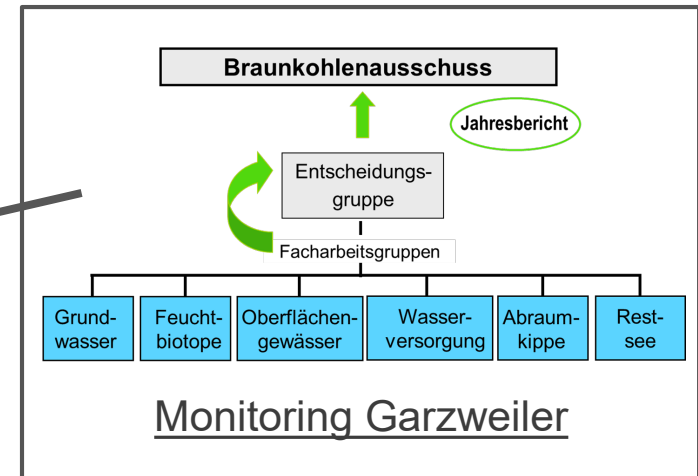 Braunkohlenausschuss
Jahresbericht
Entscheidungs-
gruppe
Facharbeitsgruppen
Grund-
wasser
Feucht-
biotope
Oberflächen-
gewässer
Wasser-
versorgung
Abraum-
kippe
Rest-
see
Monitoring Garzweiler